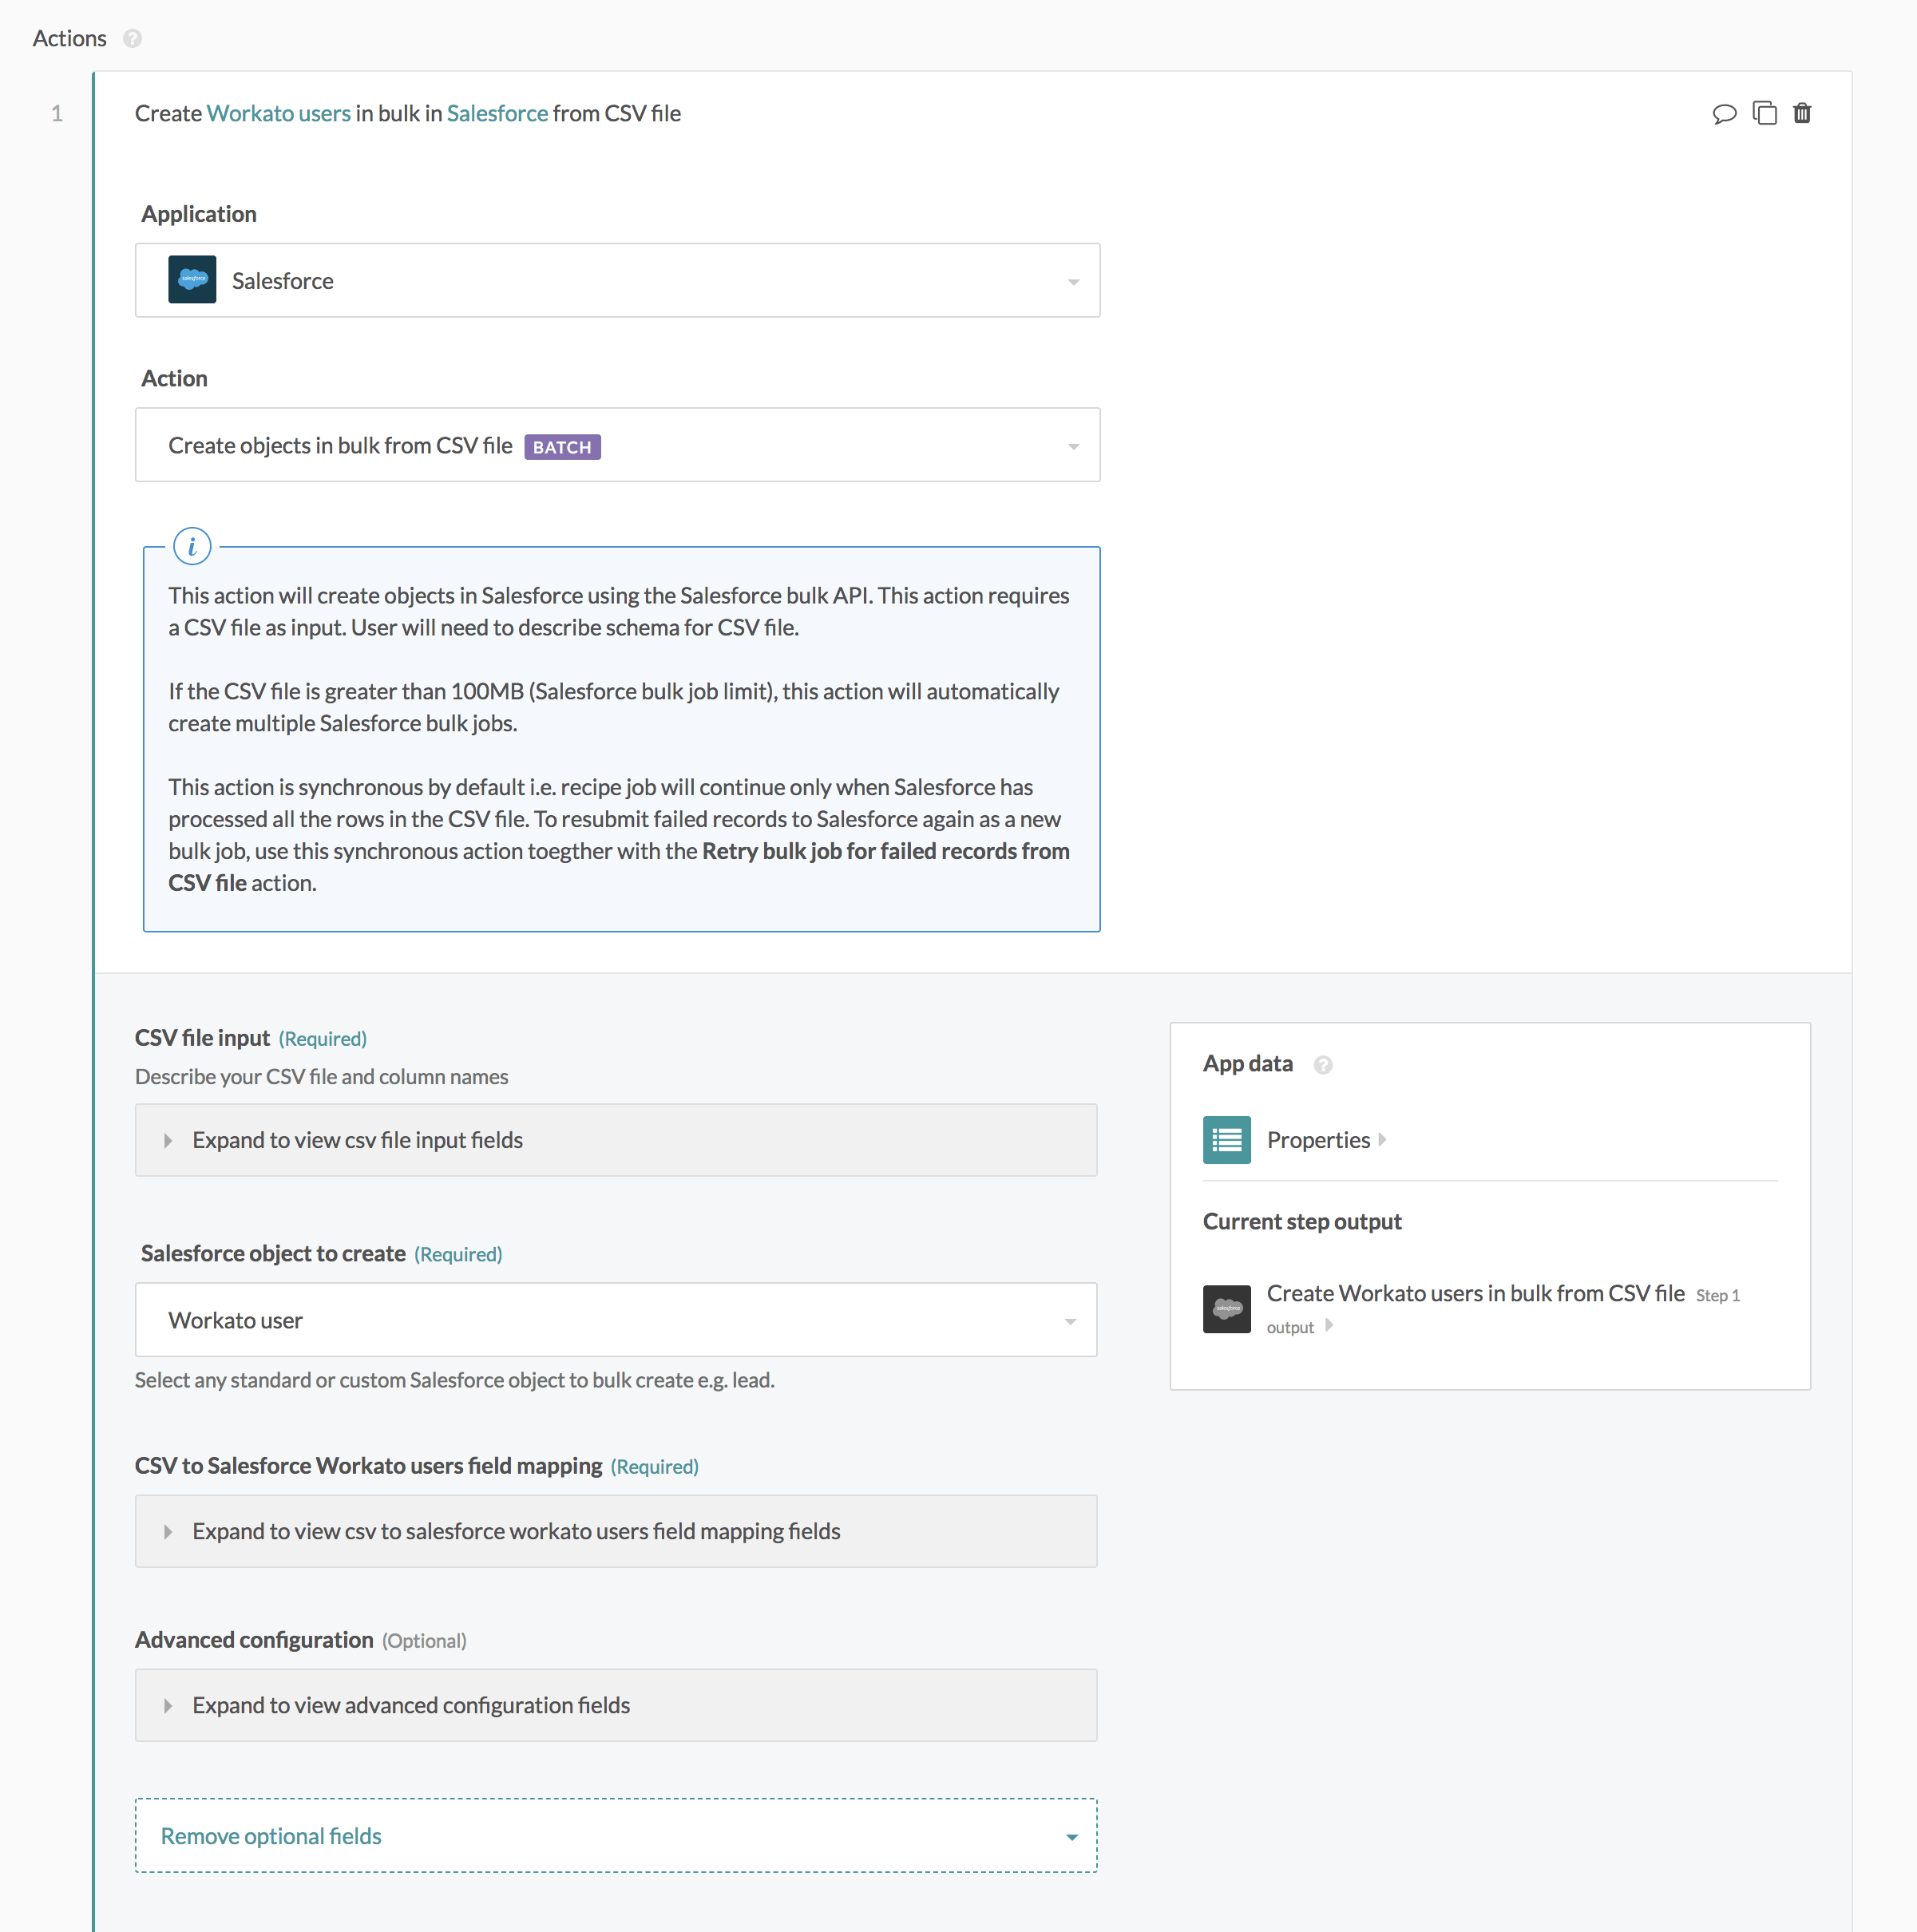 Actions ?
1
Create Workato users in bulk in Salesforce from CSV file
Application
salesforce
Salesforce
Action
Create objects in bulk from CSV file BATCH
i
This action will create objects in Salesforce using the Salesforce bulk API. This action requires
a CSV file as input. User will need to describe schema for CSV file.
If the CSV file is greater than 100MB (Salesforce bulk job limit), this action will automatically
create multiple Salesforce bulk jobs.
This action is synchronous by default i.e. recipe job will continue only when Salesforce has
processed all the rows in the CSV file. To resubmit failed records to Salesforce again as a new
bulk job, use this synchronous action toegther with the Retry bulk job for failed records from
CSV file action.
CSV file input (Required)
Describe your CSV file and column names
Expand to view csv file input fields
Salesforce object to create (Required)
Workato user
Select any standard or custom Salesforce object to bulk create e.g. lead.
CSV to Salesforce Workato users field mapping (Required)
Expand to view csv to salesforce workato users field mapping fields
Advanced configuration (Optional)
Expand to view advanced configuration fields
Remove optional fields
App data ?
Properties
Current step output
salesforce
Create Workato users in bulk from CSV file Step 1
output